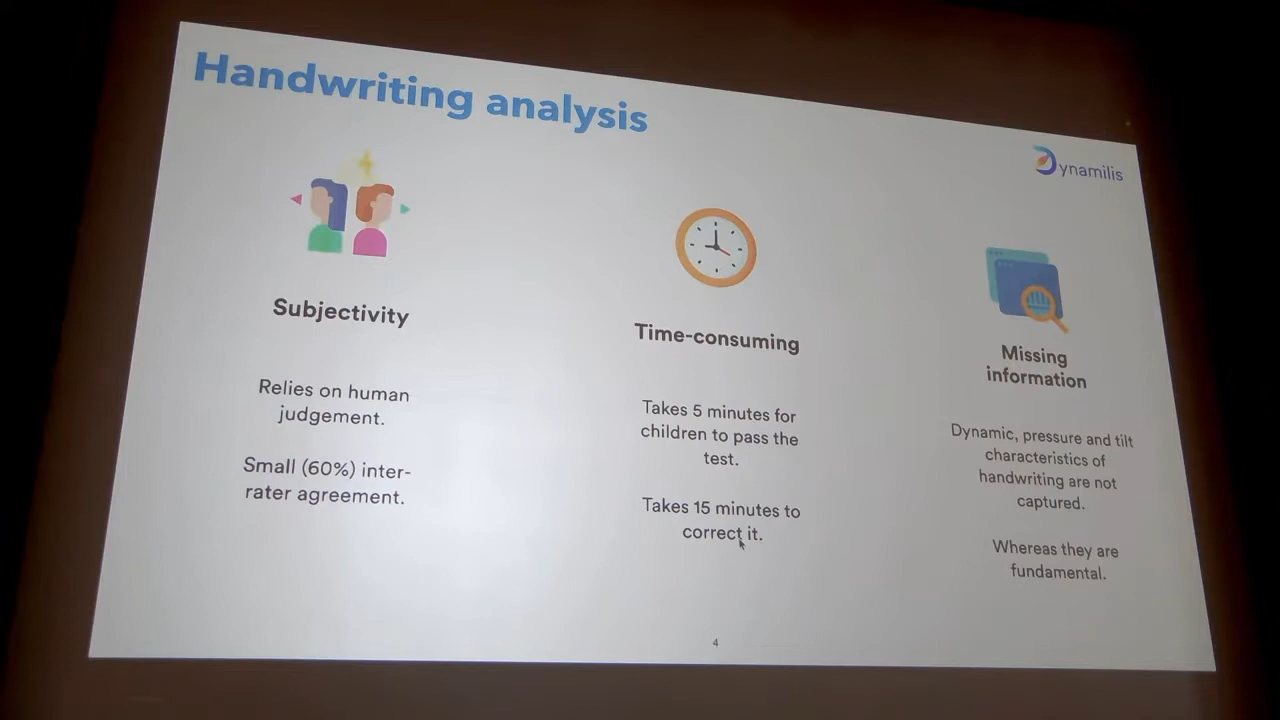 Handwriting analysis
Dynamilis
Subjectivity
Relies on human
judgement.
Small (60%) inter-
rater agreement.
Time-consuming
Takes 5 minutes for
children to pass the
test.
Takes 15 minutes to
correct it.
Missing
information
Dynamic, pressure and tilt
characteristics of
handwriting are not
captured.
Whereas they are
fundamental.
4